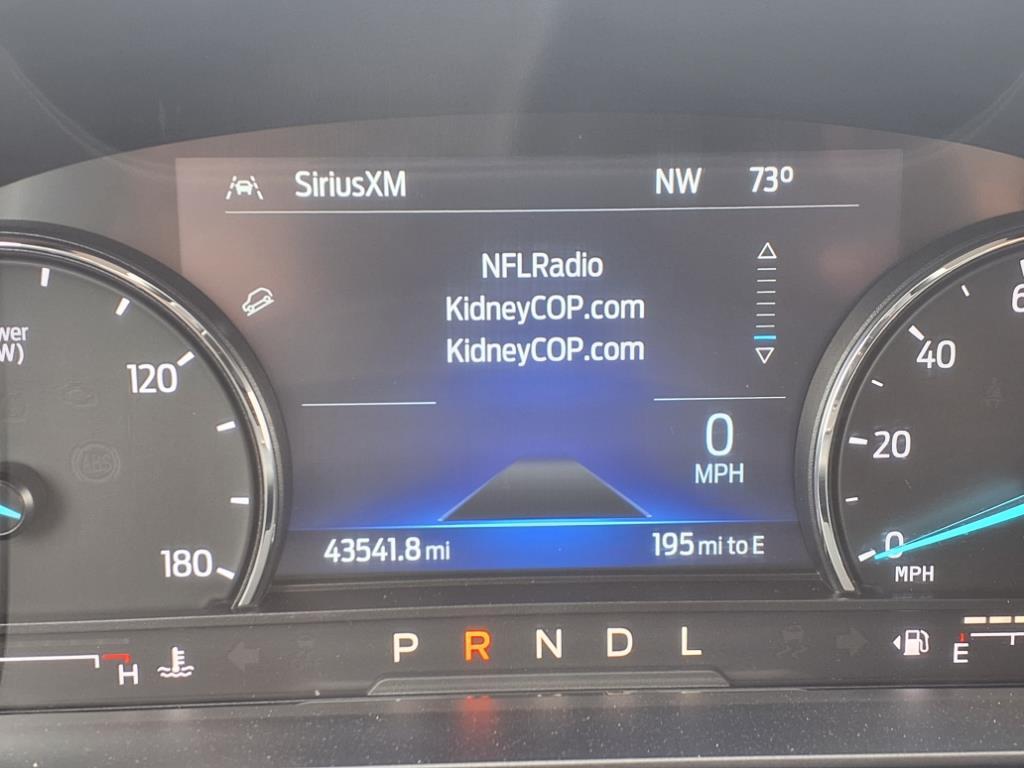 SiriusXM NW 73°
NFLRadio
KidneyCOP.com
KidneyCOP.com
120
180
ABS
0
MPH
43541.8 mi 195 mi to E
40
20
0
MPH
P R N D L
H
E